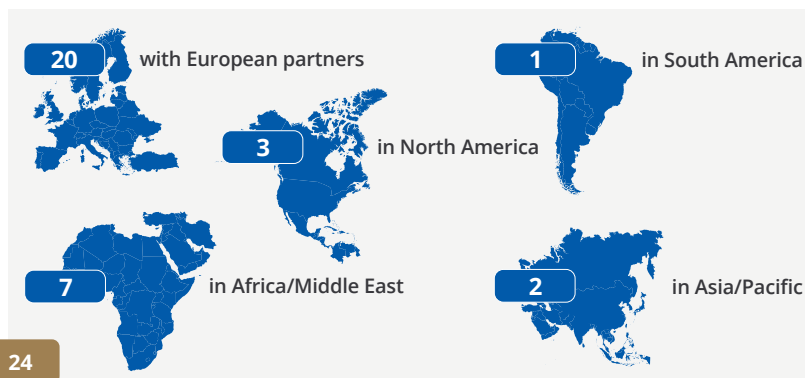 20 with European partners
1 in South America
3 in North America
7 in Africa/Middle East
2 in Asia/Pacific
24